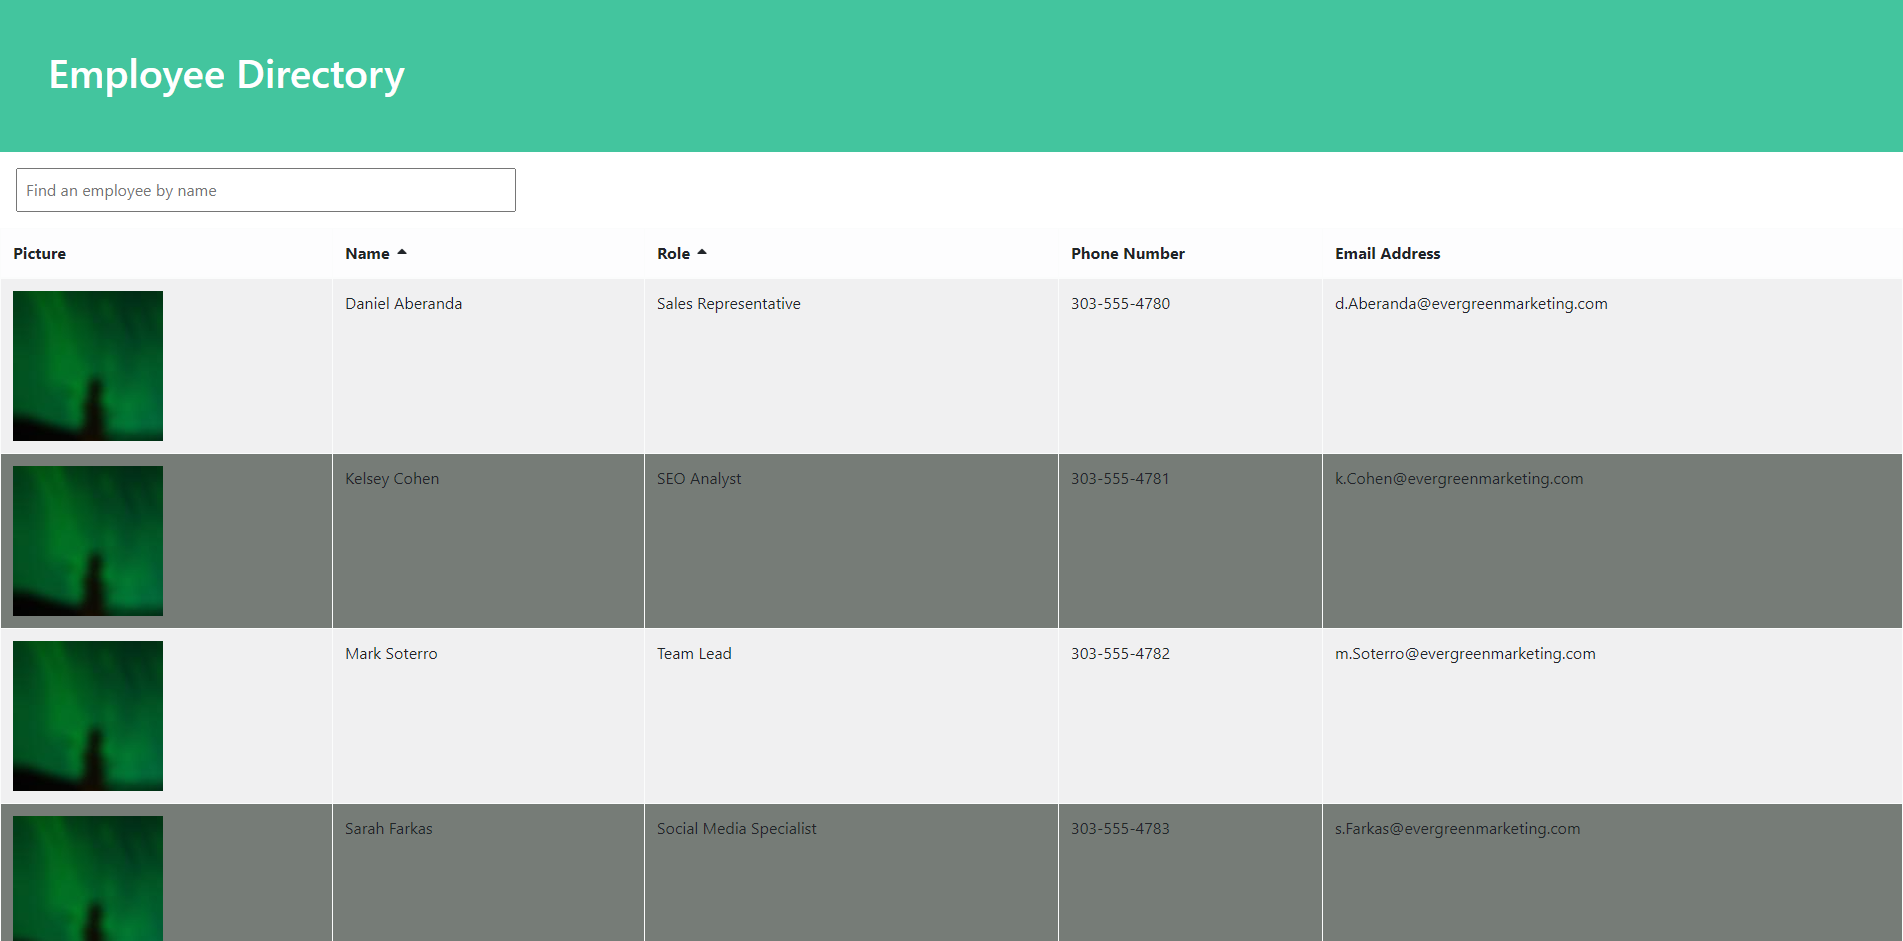 Employee Directory
Find an employee by name
Picture Name Role Phone Number Email Address
Daniel Aberanda Sales Representative 303-555-4780 d.Aberanda@evergreenmarketing.com
Kelsey Cohen SEO Analyst 303-555-4781 k.Cohen@evergreenmarketing.com
Mark Soterro Team Lead 303-555-4782 m.Soterro@evergreenmarketing.com
Sarah Farkas Social Media Specialist 303-555-4783 s.Farkas@evergreenmarketing.com